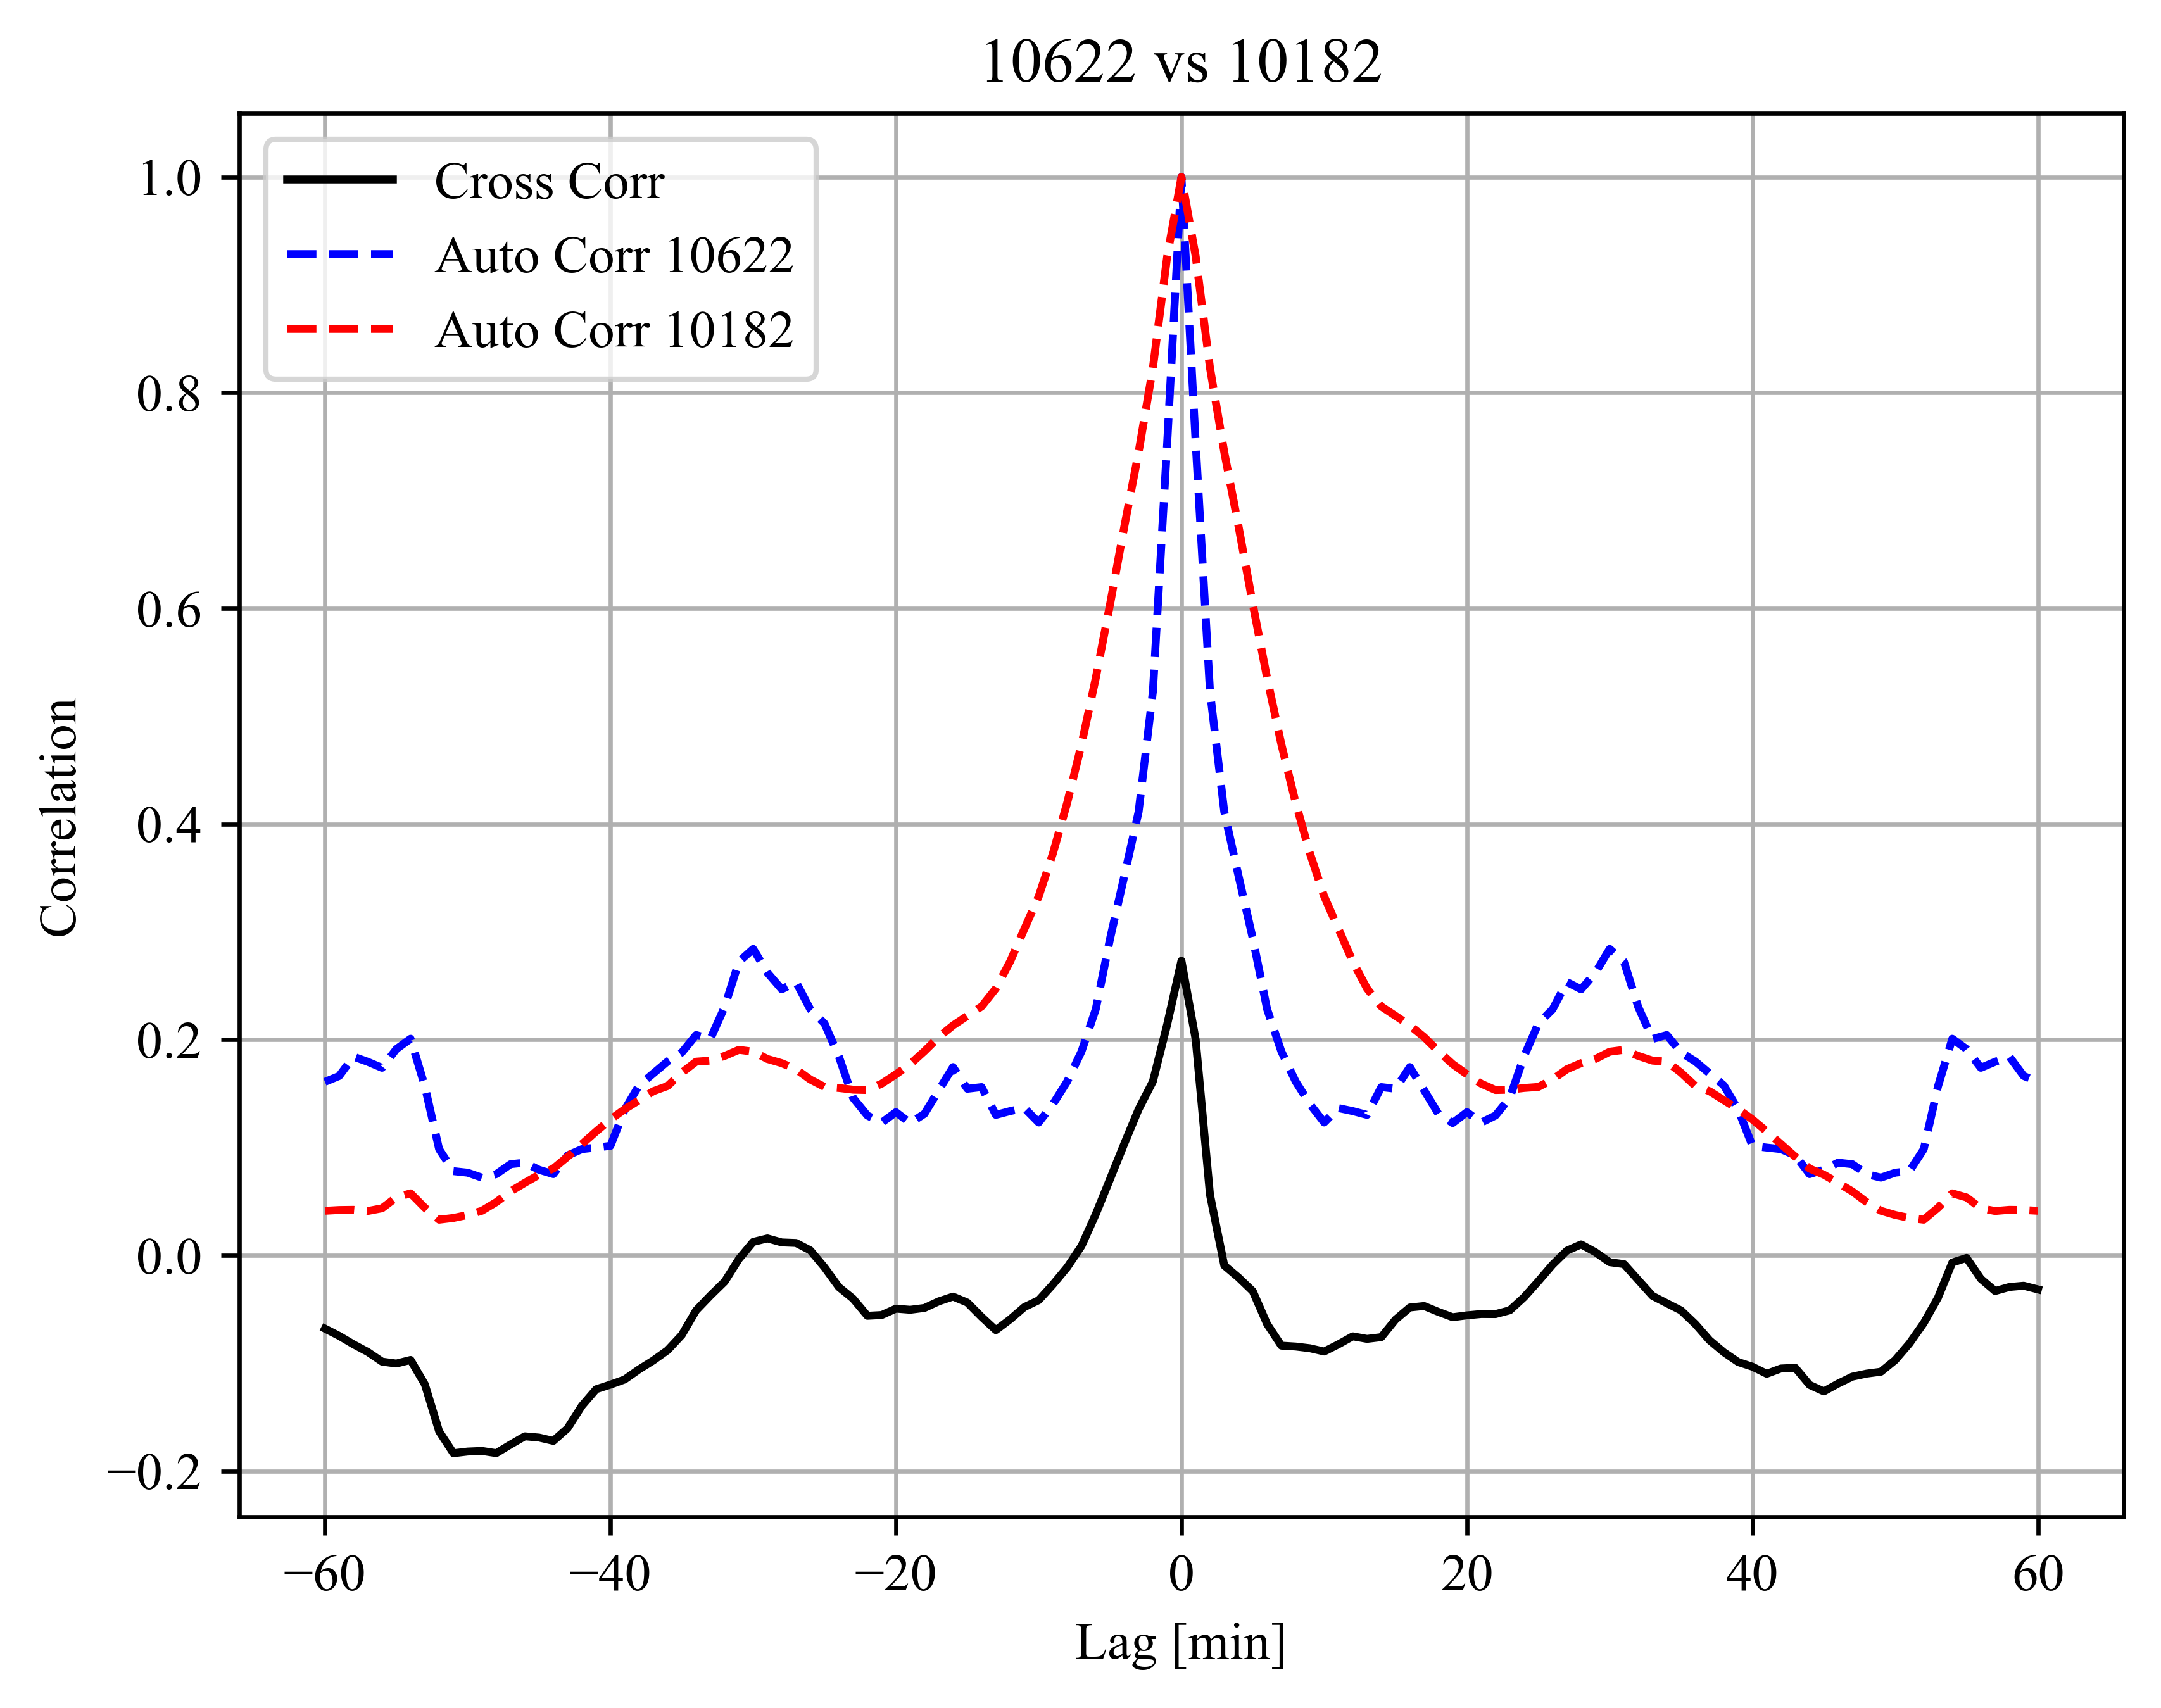 10622 vs 10182
Cross Corr
Auto Corr 10622
Auto Corr 10182
1.0
0.8
0.6
0.4
0.2
0.0
−0.2
Correlation
−60 −40 −20 0 20 40 60
Lag [min]